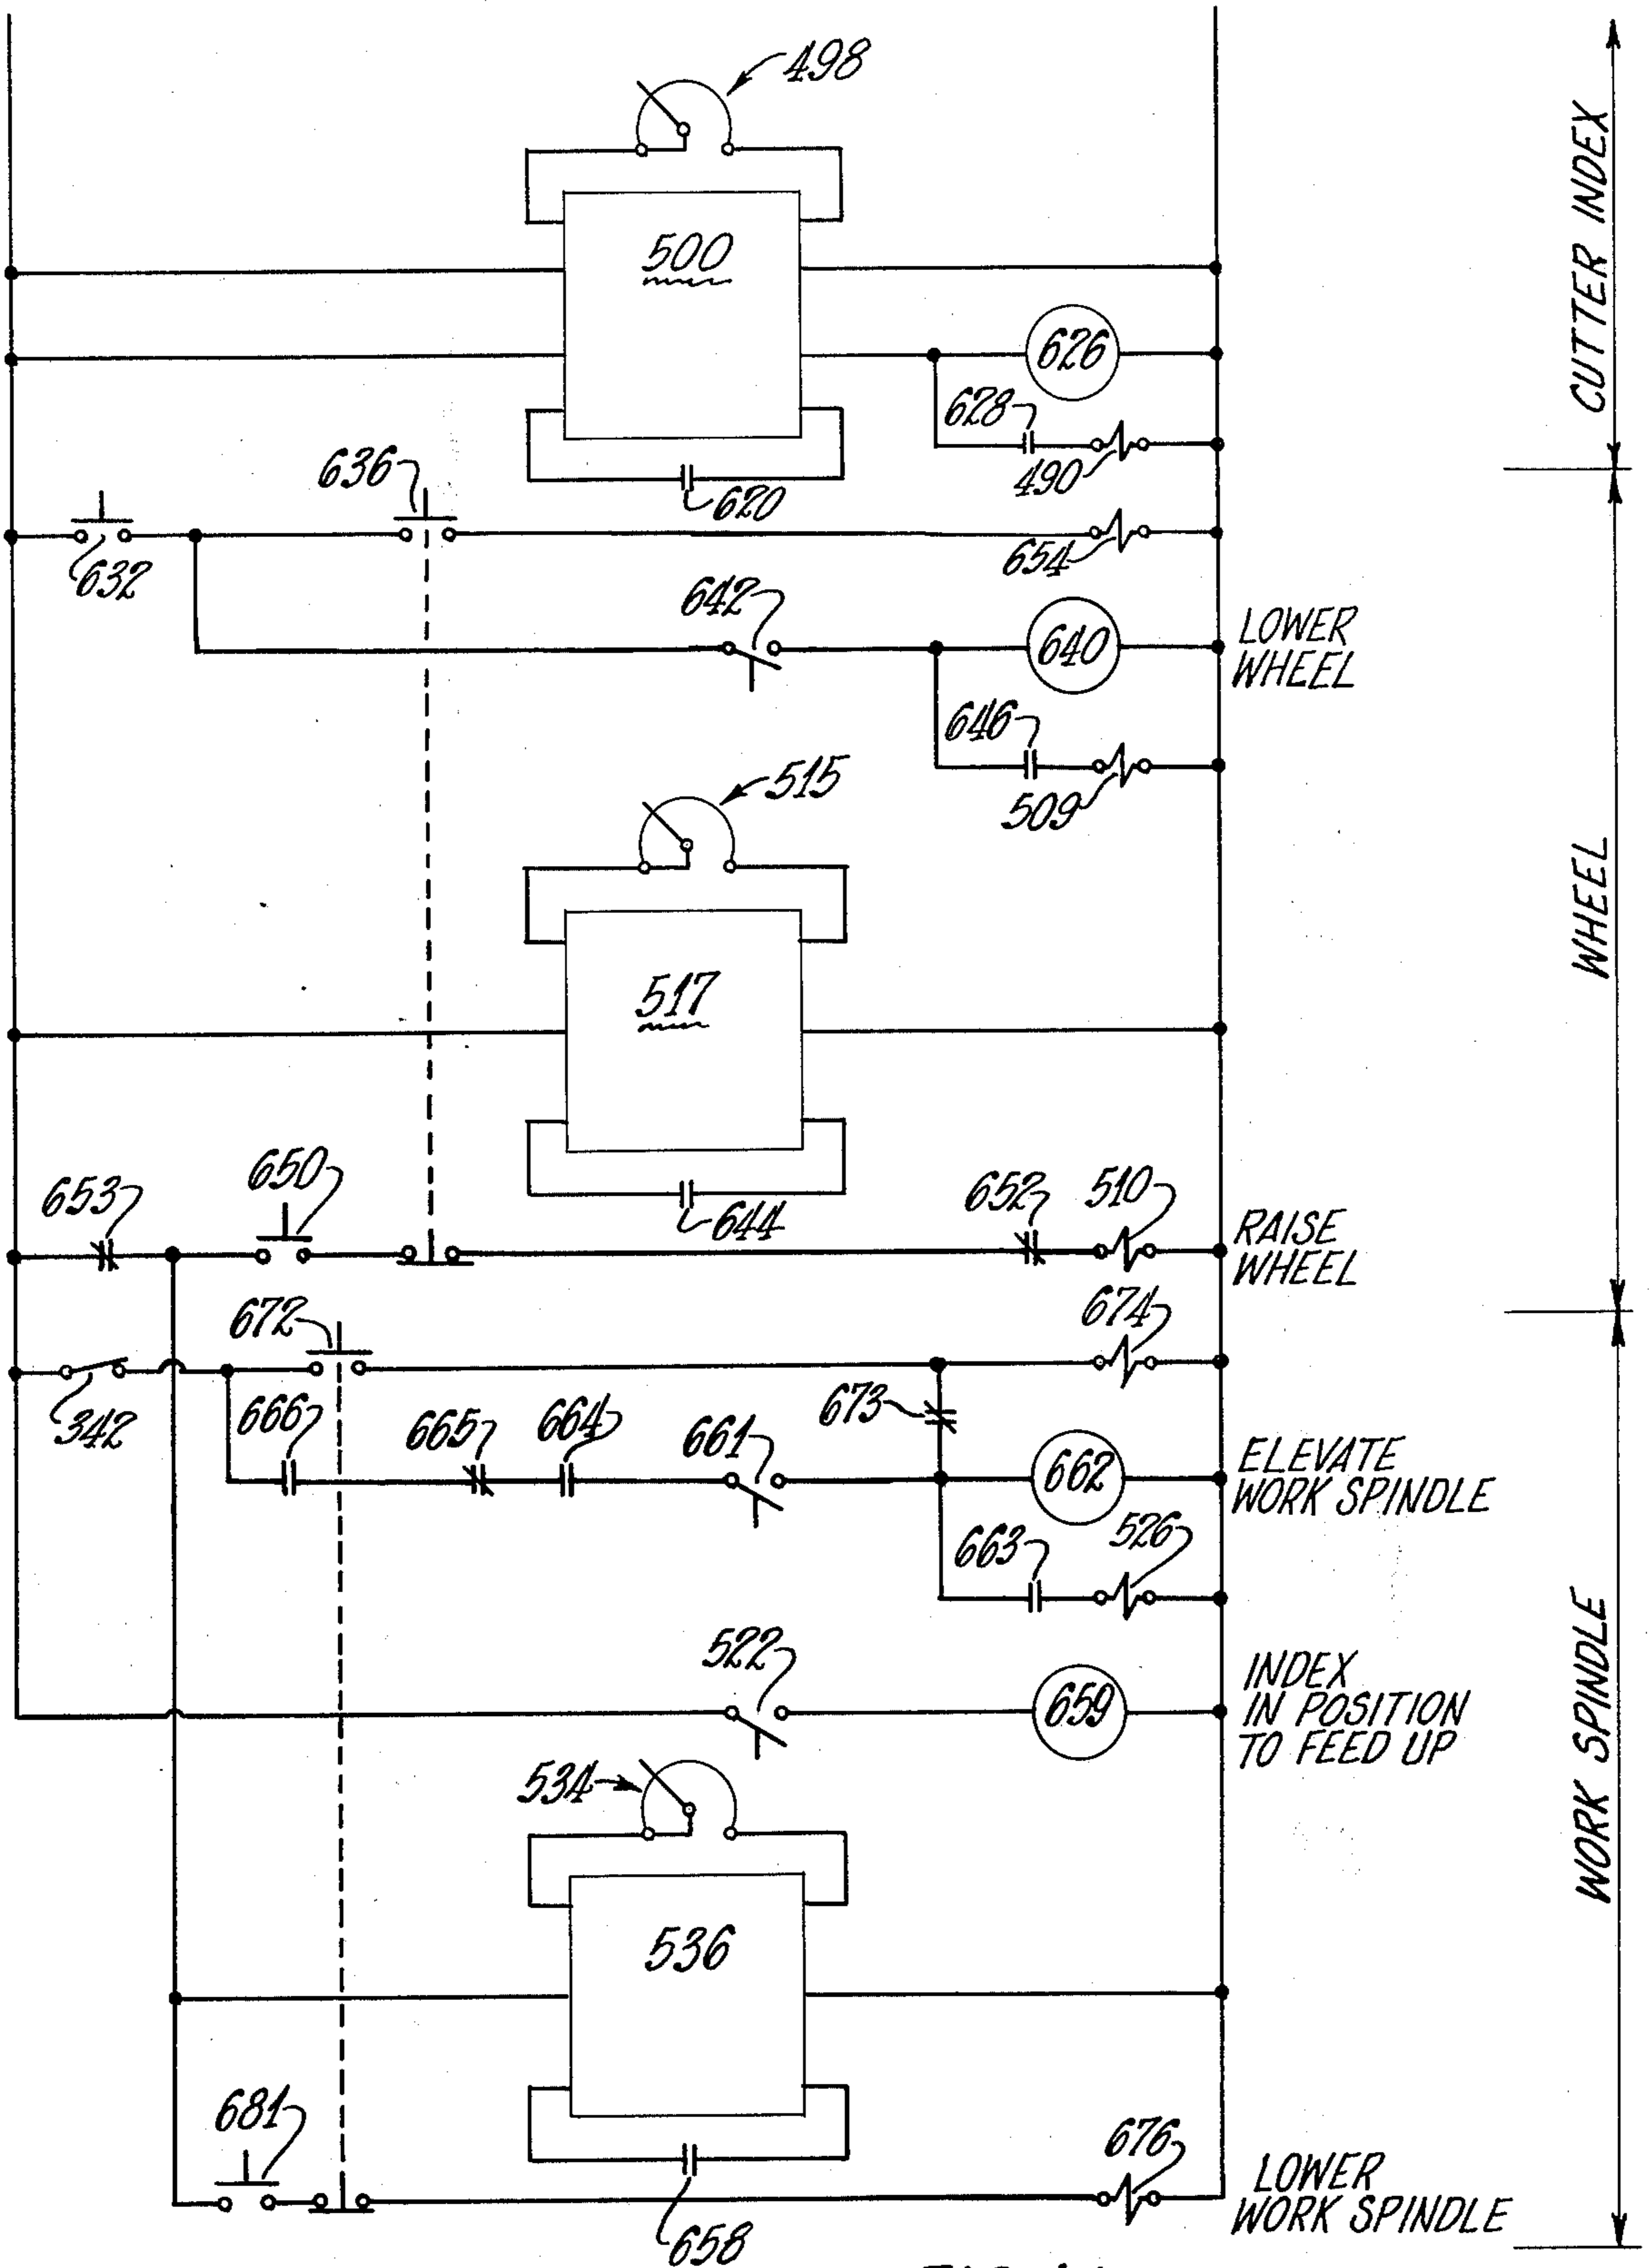 498
500
626
628
490
620
636
632
654
642
640
LOWER
WHEEL
646
509
515
517
653
650
652
510
644
RAISE
WHEEL
672
674
342
666
665
664
661
673
662
ELEVATE
WORK SPINDLE
663
526
522
659
INDEX
IN POSITION
TO FEED UP
534
536
681
676
658
LOWER
WORK SPINDLE
CUTTER INDEX
WHEEL
WORK SPINDLE